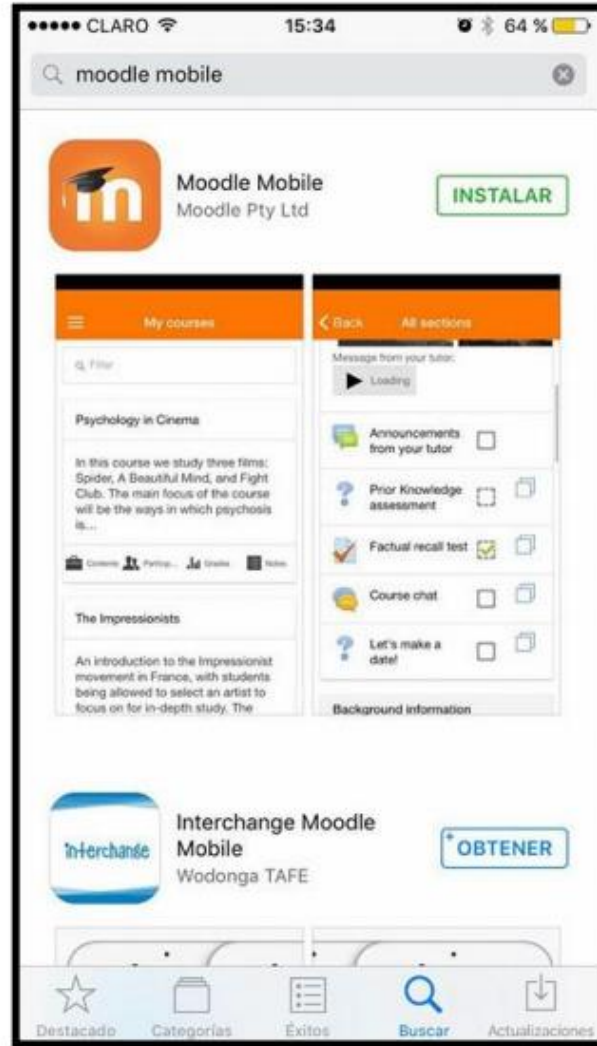 CLARO 15:34 64 %
moodle mobile
Moodle Mobile
Moodle Pty Ltd
INSTALAR
My courses
Filter
Psychology in Cinema
In this course we study three films:
Spider, A Beautiful Mind, and Fight
Club. The main focus of the course
will be the ways in which psychosis
is...
Contents Particip... Grades Notes
The Impressionists
An introduction to the Impressionist
movement in France, with students
being allowed to select an artist to
focus on for in-depth study. The
Back All sections
Message from your tutor:
Loading
Announcements
from your tutor
Prior Knowledge
assessment
Factual recall test
Course chat
Let's make a
date!
Background information
interchange
Interchange Moodle
Mobile
Wodonga TAFE
+OBTENER
Destacado Categorías Éxitos Buscar Actualizaciones